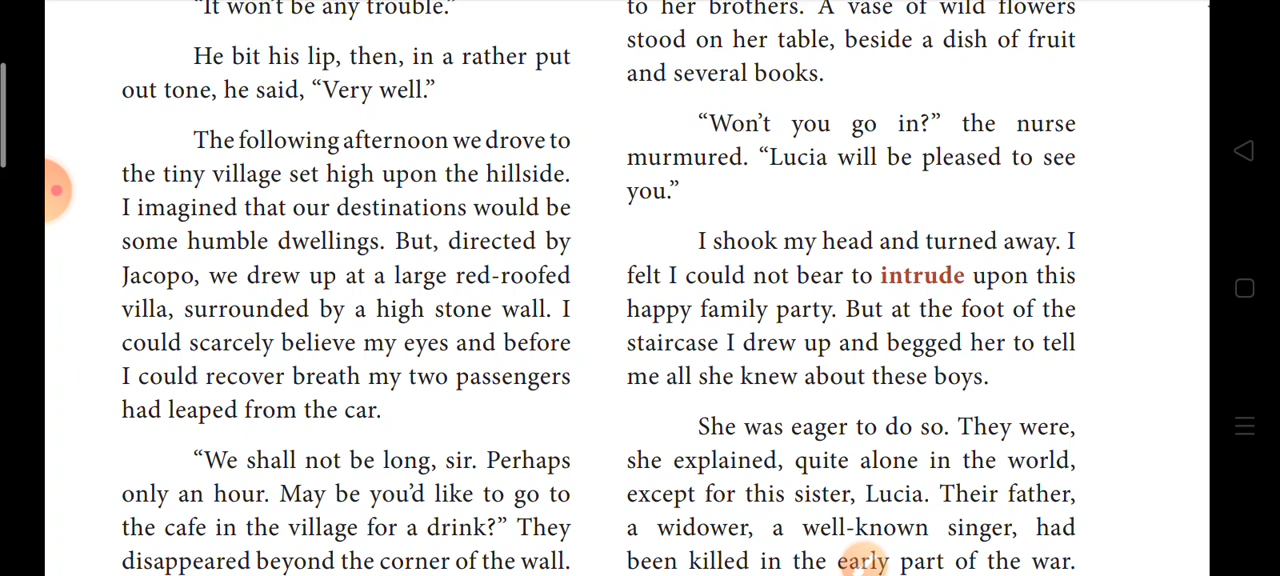 “It won’t be any trouble.”
He bit his lip, then, in a rather put
out tone, he said, “Very well.”
The following afternoon we drove to
the tiny village set high upon the hillside.
I imagined that our destinations would be
some humble dwellings. But, directed by
Jacopo, we drew up at a large red-roofed
villa, surrounded by a high stone wall. I
could scarcely believe my eyes and before
I could recover breath my two passengers
had leaped from the car.
“We shall not be long, sir. Perhaps
only an hour. May be you’d like to go to
the cafe in the village for a drink?” They
disappeared beyond the corner of the wall.
to her brothers. A vase of wild flowers
stood on her table, beside a dish of fruit
and several books.
“Won’t you go in?” the nurse
murmured. “Lucia will be pleased to see
you.”
I shook my head and turned away. I
felt I could not bear to intrude upon this
happy family party. But at the foot of the
staircase I drew up and begged her to tell
me all she knew about these boys.
She was eager to do so. They were,
she explained, quite alone in the world,
except for this sister, Lucia. Their father,
a widower, a well-known singer, had
been killed in the early part of the war.